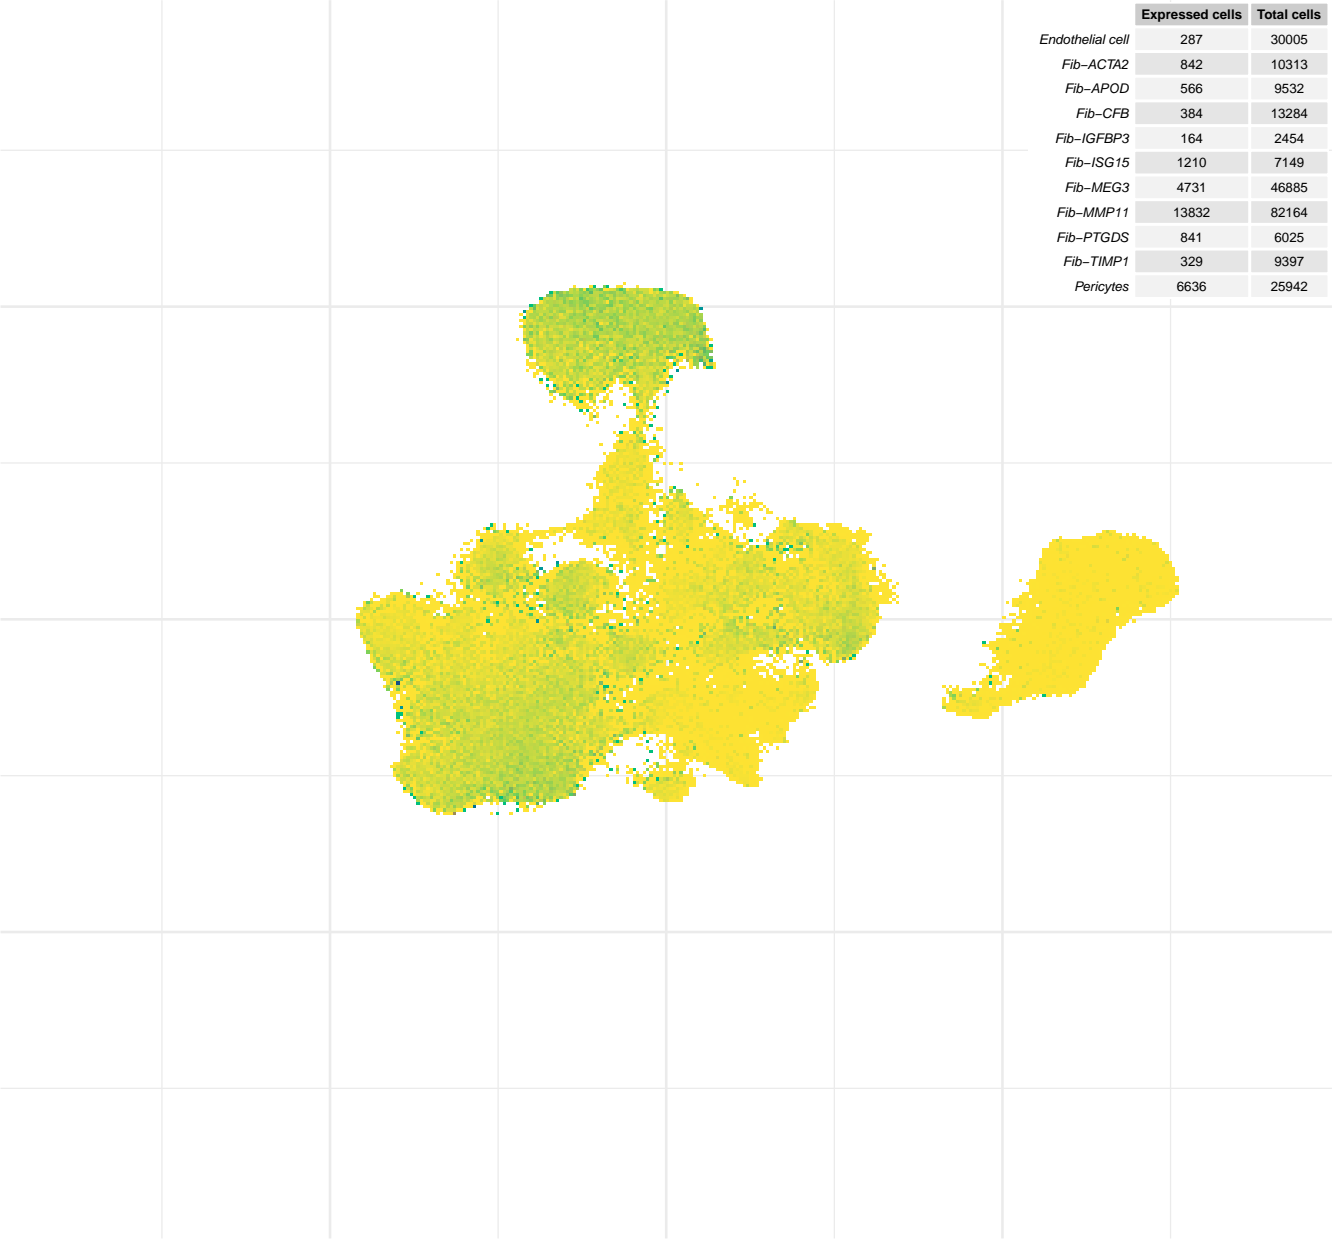 Expressed cells Total cells
Endothelial cell 287 30005
Fib−ACTA2 842 10313
Fib−APOD 566 9532
Fib−CFB 384 13284
Fib−IGFBP3 164 2454
Fib−ISG15 1210 7149
Fib−MEG3 4731 46885
Fib−MMP11 13832 82164
Fib−PTGDS 841 6025
Fib−TIMP1 329 9397
Pericytes 6636 25942